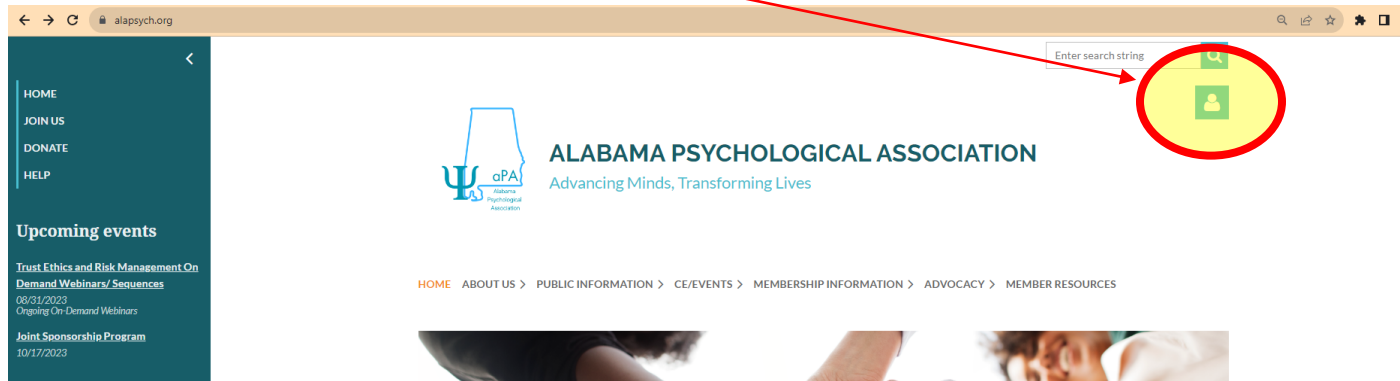 alapsych.org
Enter search string
HOME
JOIN US
DONATE
HELP
Upcoming events
Trust Ethics and Risk Management On
Demand Webinars/ Sequences
08/31/2023
Ongoing On-Demand Webinars
Joint Sponsorship Program
10/17/2023
Ψ aPA
Alabama
Psychological
Association
ALABAMA PSYCHOLOGICAL ASSOCIATION
Advancing Minds, Transforming Lives
HOME ABOUT US > PUBLIC INFORMATION > CE/EVENTS > MEMBERSHIP INFORMATION > ADVOCACY > MEMBER RESOURCES